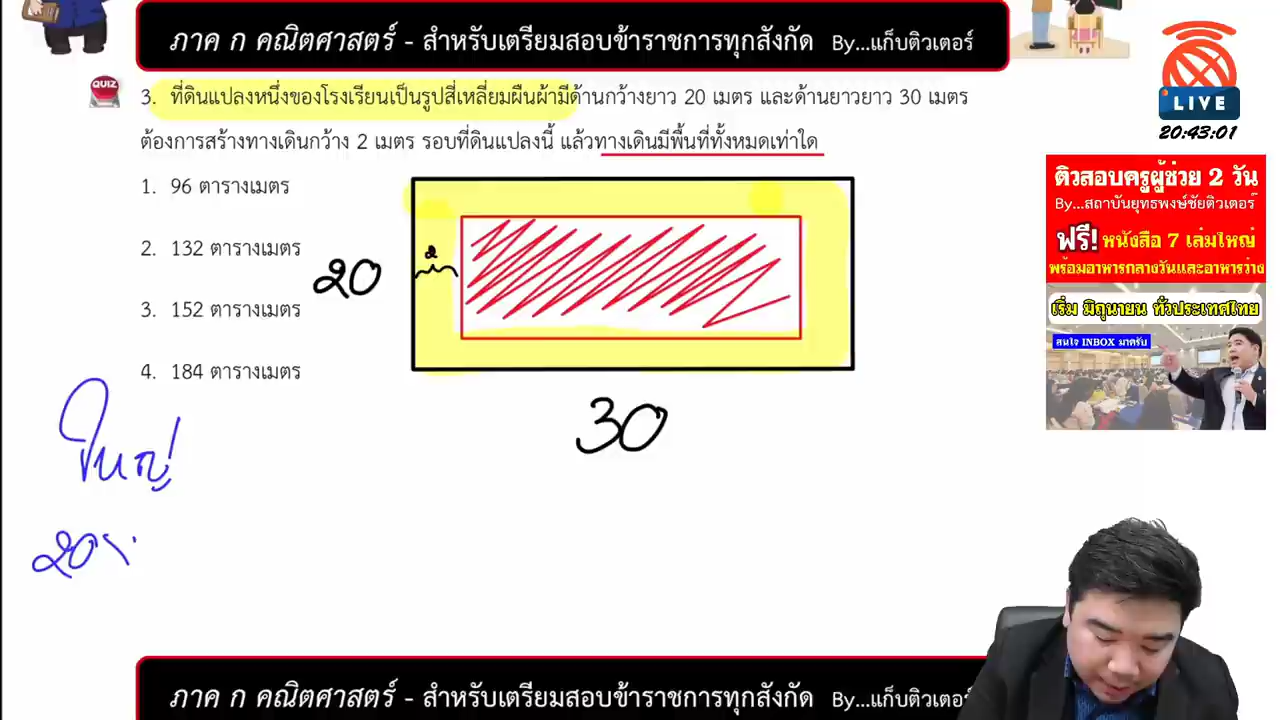 ภาค ก คณิตศาสตร์ - สำหรับเตรียมสอบข้าราชการทุกสังกัด By...แก็บติวเตอร์
QUIZ
3. ที่ดินแปลงหนึ่งของโรงเรียนเป็นรูปสี่เหลี่ยมผืนผ้ามีด้านกว้างยาว 20 เมตร และด้านยาวยาว 30 เมตร
ต้องการสร้างทางเดินกว้าง 2 เมตร รอบที่ดินแปลงนี้ แล้วทางเดินมีพื้นที่ทั้งหมดเท่าใด
1. 96 ตารางเมตร
2. 132 ตารางเมตร
3. 152 ตารางเมตร
4. 184 ตารางเมตร
2
20
30
ใหญ่
20
LIVE
20:43:01
ติวสอบครูผู้ช่วย 2 วัน
By...สถาบันยุทธพงษ์ชัยติวเตอร์
ฟรี! หนังสือ 7 เล่มใหญ่
พร้อมอาหารกลางวันและอาหารว่าง
เริ่ม มิถุนายน ทั่วประเทศไทย
สนใจ INBOX มาครับ
ภาค ก คณิตศาสตร์ - สำหรับเตรียมสอบข้าราชการทุกสังกัด By...แก็บติวเตอร์